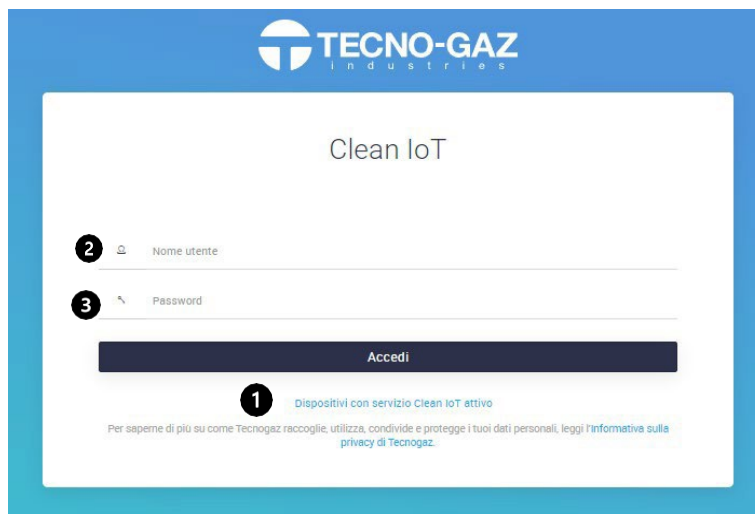 TECNO-GAZ
industries
Clean IoT
2
Nome utente
3
Password
Accedi
1
Dispositivi con servizio Clean IoT attivo
Per saperne di più su come Tecnogaz raccoglie, utilizza, condivide e protegge i tuoi dati personali, leggi l'Informativa sulla
privacy di Tecnogaz.